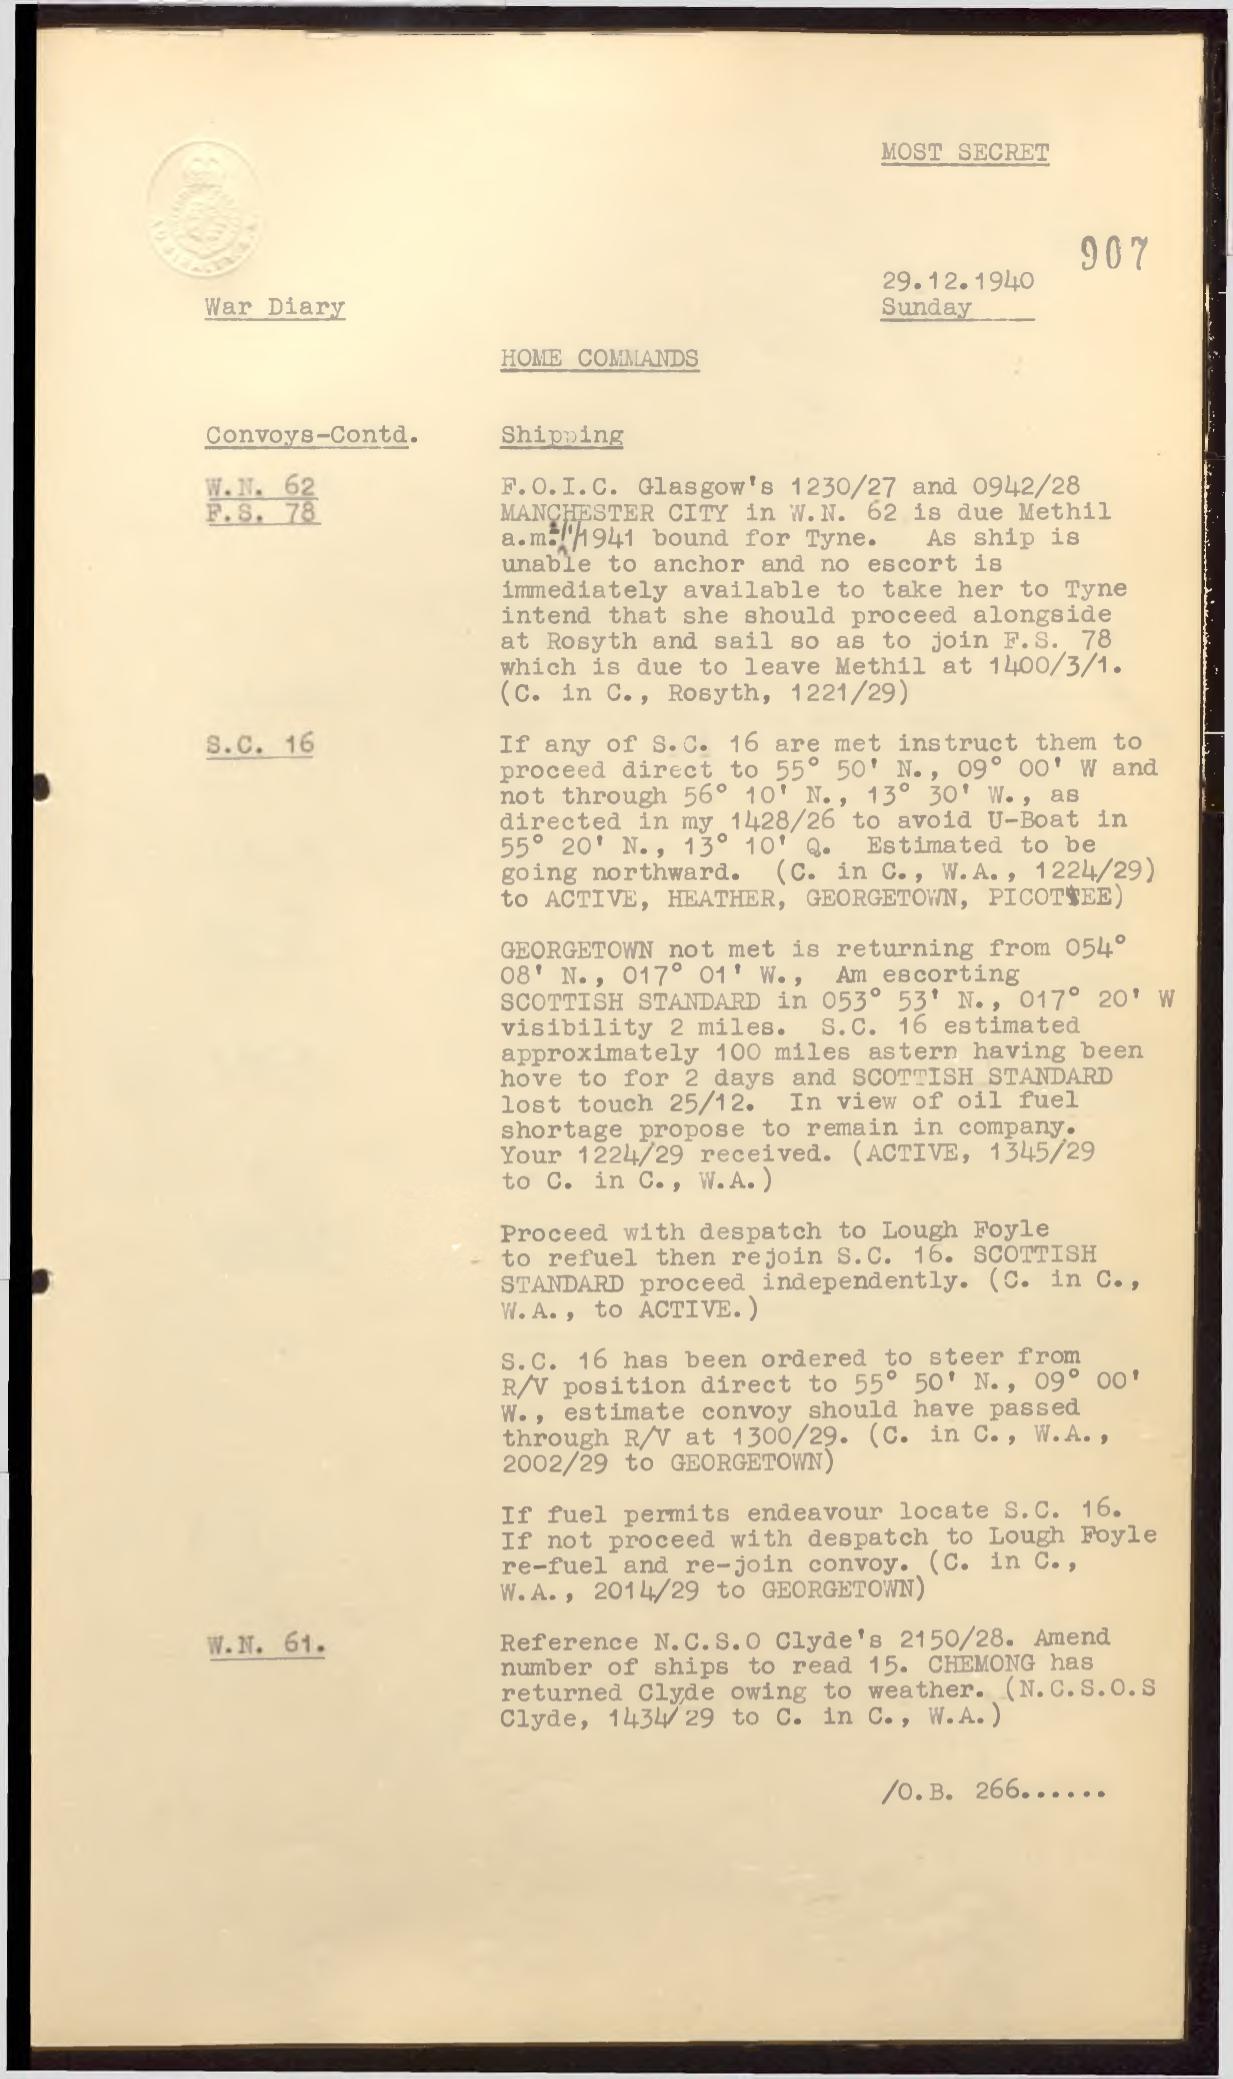 MOST SECRET
907
29.12.1940
War Diary
Sunday
HOME COMMANDS
Convoys-Contd.
Shipping
W.N. 62
F.S. 78
F.O.I.C. Glasgow's 1230/27 and 0942/28
MANCHESTER CITY in W.N. 62 is due Methil
a.m. 2/1/1941 bound for Tyne. As ship is
unable to anchor and no escort is
immediately available to take her to Tyne
intend that she should proceed alongside
at Rosyth and sail so as to join F.S. 78
which is due to leave Methil at 1400/3/1.
(C. in C., Rosyth, 1221/29)
S.C. 16
If any of S.C. 16 are met instruct them to
proceed direct to 55° 50' N., 09° 00' W and
not through 56° 10' N., 13° 30' W., as
directed in my 1428/26 to avoid U-Boat in
55° 20' N., 13° 10' Q. Estimated to be
going northward. (C. in C., W.A., 1224/29)
to ACTIVE, HEATHER, GEORGETOWN, PICOTTEE)
GEORGETOWN not met is returning from 054°
08' N., 017° 01' W., Am escorting
SCOTTISH STANDARD in 053° 53' N., 017° 20' W
visibility 2 miles. S.C. 16 estimated
approximately 100 miles astern having been
hove to for 2 days and SCOTTISH STANDARD
lost touch 25/12. In view of oil fuel
shortage propose to remain in company.
Your 1224/29 received. (ACTIVE, 1345/29
to C. in C., W.A.)
Proceed with despatch to Lough Foyle
to refuel then rejoin S.C. 16. SCOTTISH
STANDARD proceed independently. (C. in C.,
W.A., to ACTIVE.)
S.C. 16 has been ordered to steer from
R/V position direct to 55° 50' N., 09° 00'
W., estimate convoy should have passed
through R/V at 1300/29. (C. in C., W.A.,
2002/29 to GEORGETOWN)
If fuel permits endeavour locate S.C. 16.
If not proceed with despatch to Lough Foyle
re-fuel and re-join convoy. (C. in C.,
W.A., 2014/29 to GEORGETOWN)
W.N. 61.
Reference N.C.S.O Clyde's 2150/28. Amend
number of ships to read 15. CHEMONG has
returned Clyde owing to weather. (N.C.S.O.S
Clyde, 1434/29 to C. in C., W.A.)
/O.B. 266......